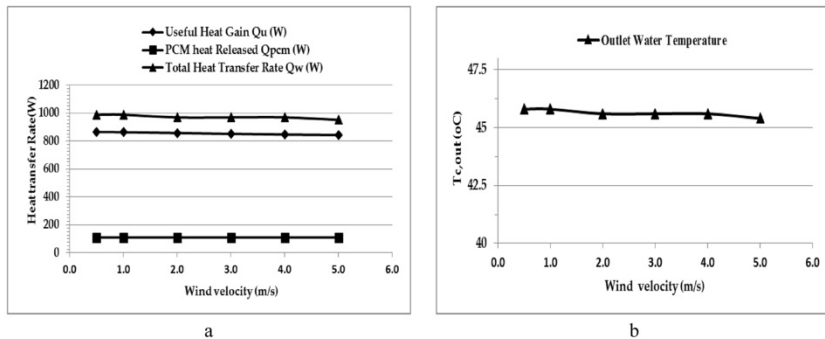 Useful Heat Gain Qu (W)
PCM heat Released Qpcm (W)
Total Heat Transfer Rate Qw (W)
1200
1000
800
600
400
200
0
Heat transfer Rate(W)
0.0 1.0 2.0 3.0 4.0 5.0 6.0
Wind velocity (m/s)
a
Outlet Water Temperature
47.5
45
42.5
40
Tc,out (oC)
0.0 1.0 2.0 3.0 4.0 5.0 6.0
Wind velocity (m/s)
b